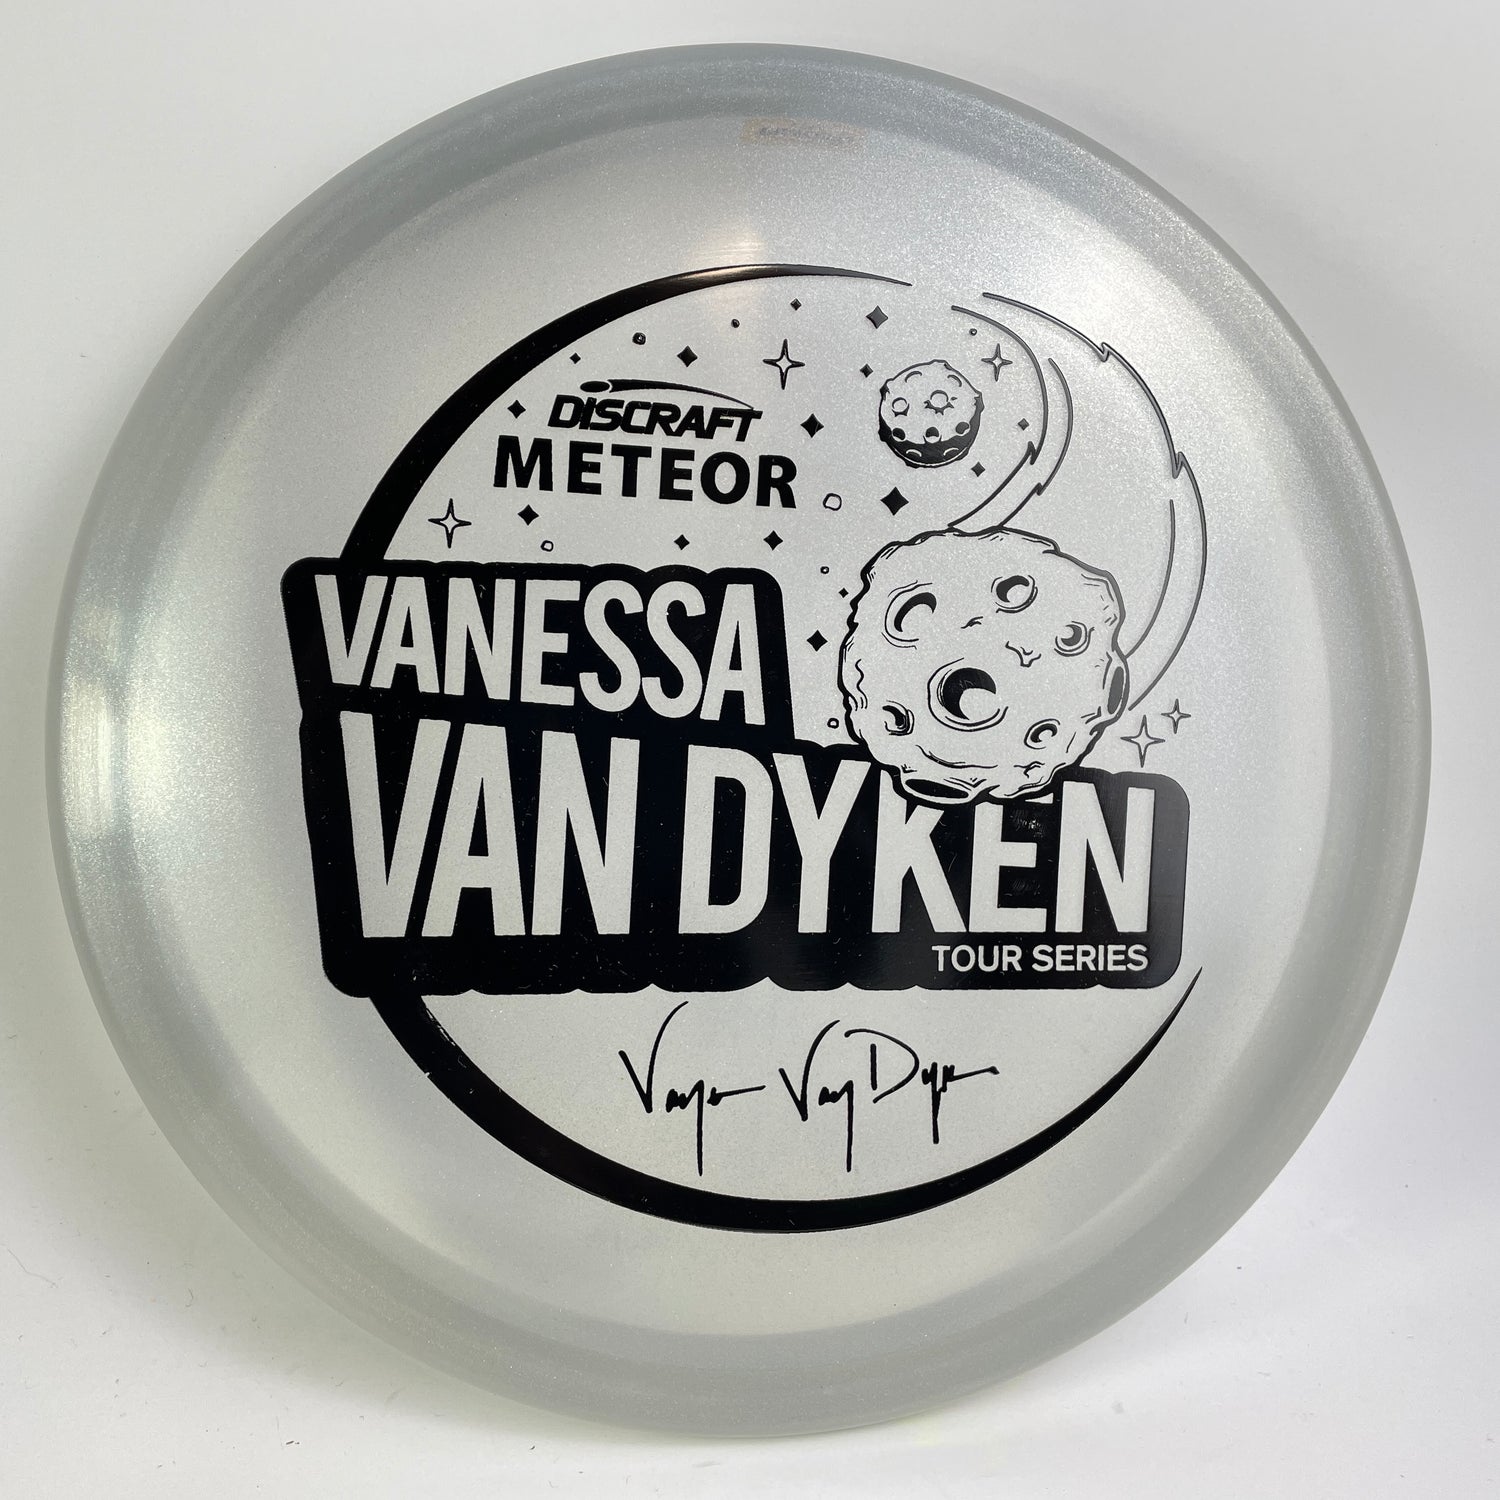 DISCRAFT
METEOR
VANESSA
VAN DYKEN
TOUR SERIES